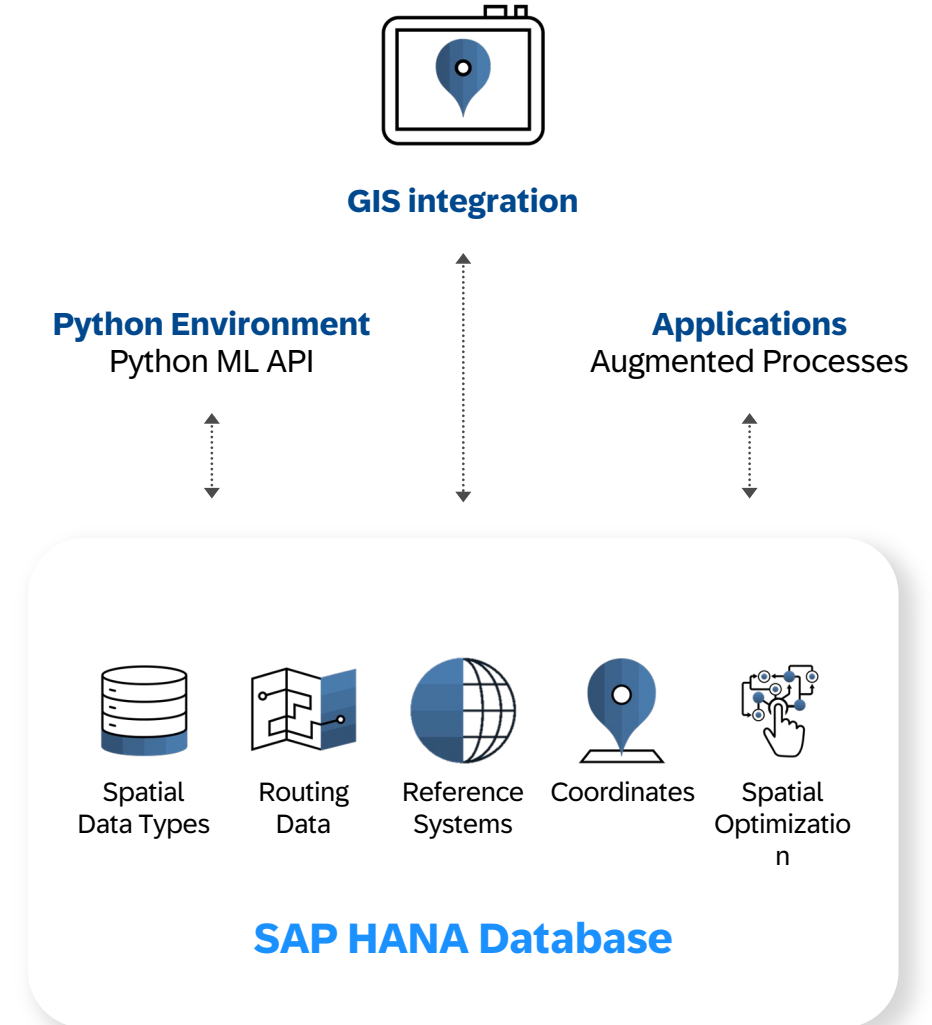 GIS integration
Python Environment
Python ML API
Applications
Augmented Processes
Spatial
Data Types
Routing
Data
Reference
Systems
Coordinates
Spatial
Optimizatio
n
SAP HANA Database